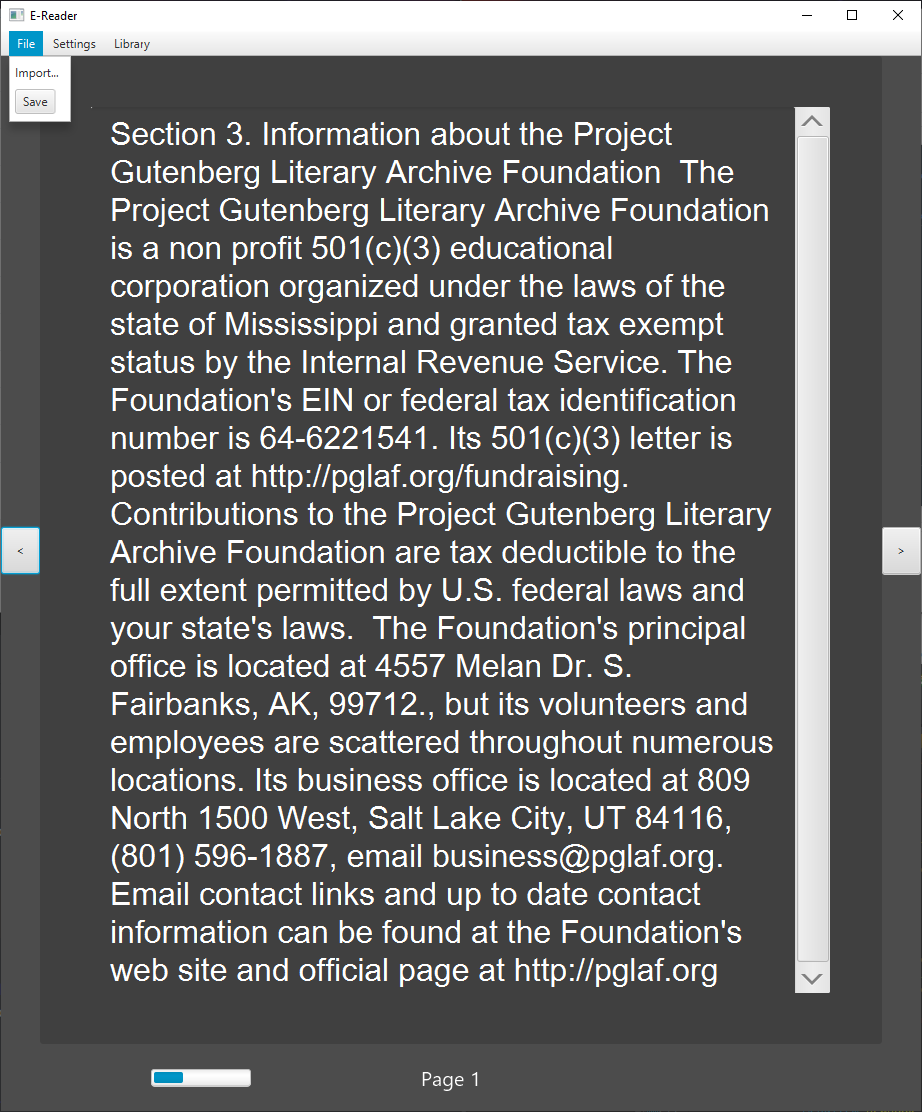 E-Reader
File Settings Library
Import...
Save
Section 3. Information about the Project
Gutenberg Literary Archive Foundation  The
Project Gutenberg Literary Archive Foundation
is a non profit 501(c)(3) educational
corporation organized under the laws of the
state of Mississippi and granted tax exempt
status by the Internal Revenue Service. The
Foundation's EIN or federal tax identification
number is 64-6221541. Its 501(c)(3) letter is
posted at http://pglaf.org/fundraising.
Contributions to the Project Gutenberg Literary
Archive Foundation are tax deductible to the
full extent permitted by U.S. federal laws and
your state's laws.  The Foundation's principal
office is located at 4557 Melan Dr. S.
Fairbanks, AK, 99712., but its volunteers and
employees are scattered throughout numerous
locations. Its business office is located at 809
North 1500 West, Salt Lake City, UT 84116,
(801) 596-1887, email business@pglaf.org.
Email contact links and up to date contact
information can be found at the Foundation's
web site and official page at http://pglaf.org
<
>
Page 1